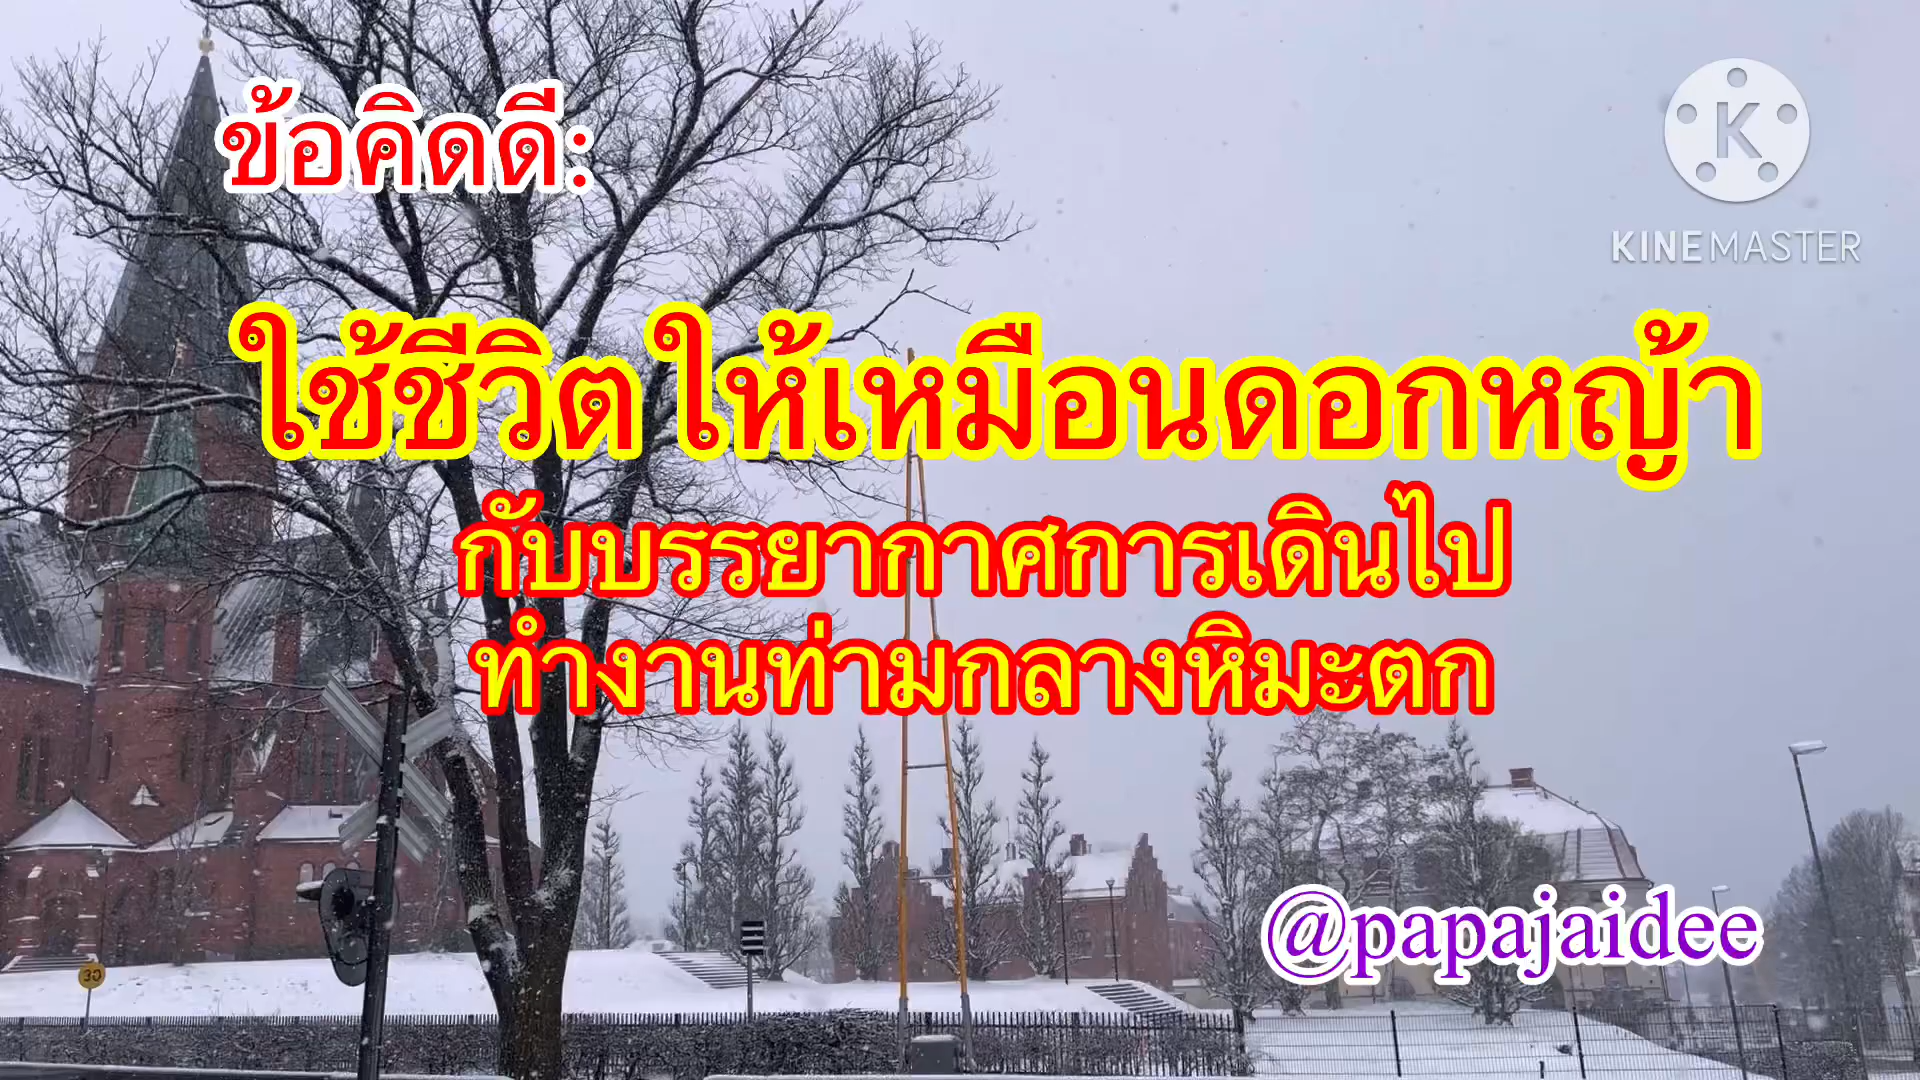 ข้อคิดดี:
K
KINEMASTER
ใช้ชีวิต ให้เหมือนดอกหญ้า
กับบรรยากาศการเดินไป
ทำงานท่ามกลางหิมะตก
30
@papajaidee